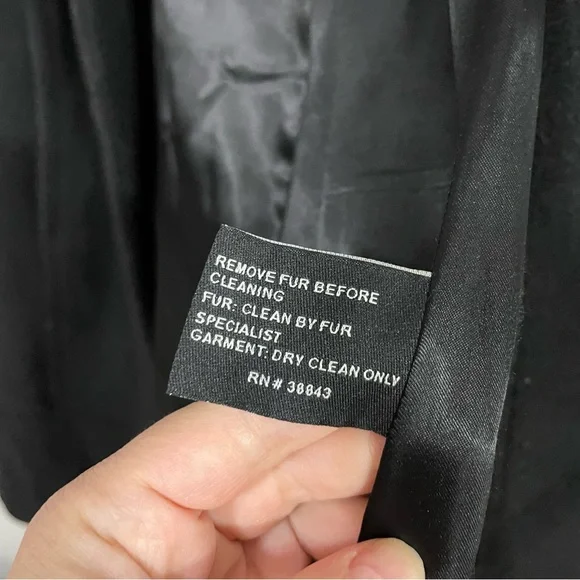 REMOVE FUR BEFORE
CLEANING
FUR: CLEAN BY FUR
SPECIALIST
GARMENT: DRY CLEAN ONLY
RN# 38843